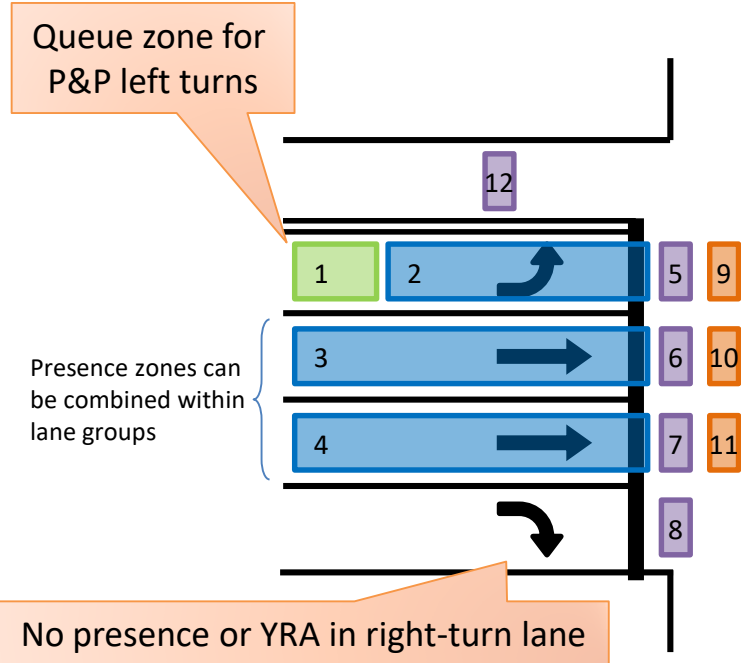 Queue zone for
P&P left turns
12
1 2 5 9
Presence zones can
be combined within
lane groups
3 6 10
4 7 11
8
No presence or YRA in right-turn lane